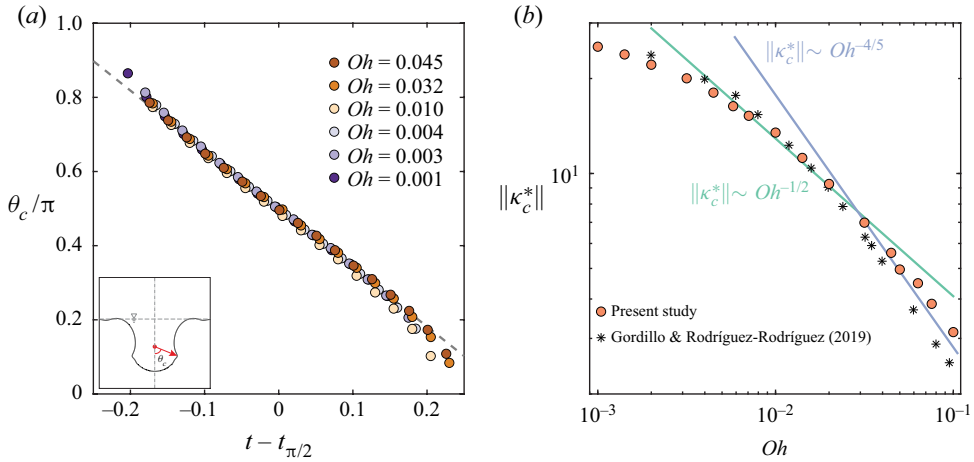 (a)
1.0
0.8
0.6
0.4
0.2
0
θc/π
−0.2
−0.1
0
0.1
0.2
t − tπ/2
Oh = 0.045
Oh = 0.032
Oh = 0.010
Oh = 0.004
Oh = 0.003
Oh = 0.001
θc
(b)
||κc*||
10¹
||κc*|| ~ Oh−4/5
||κc*|| ~ Oh−1/2
Present study
Gordillo & Rodríguez-Rodríguez (2019)
10−3
10−2
10−1
Oh